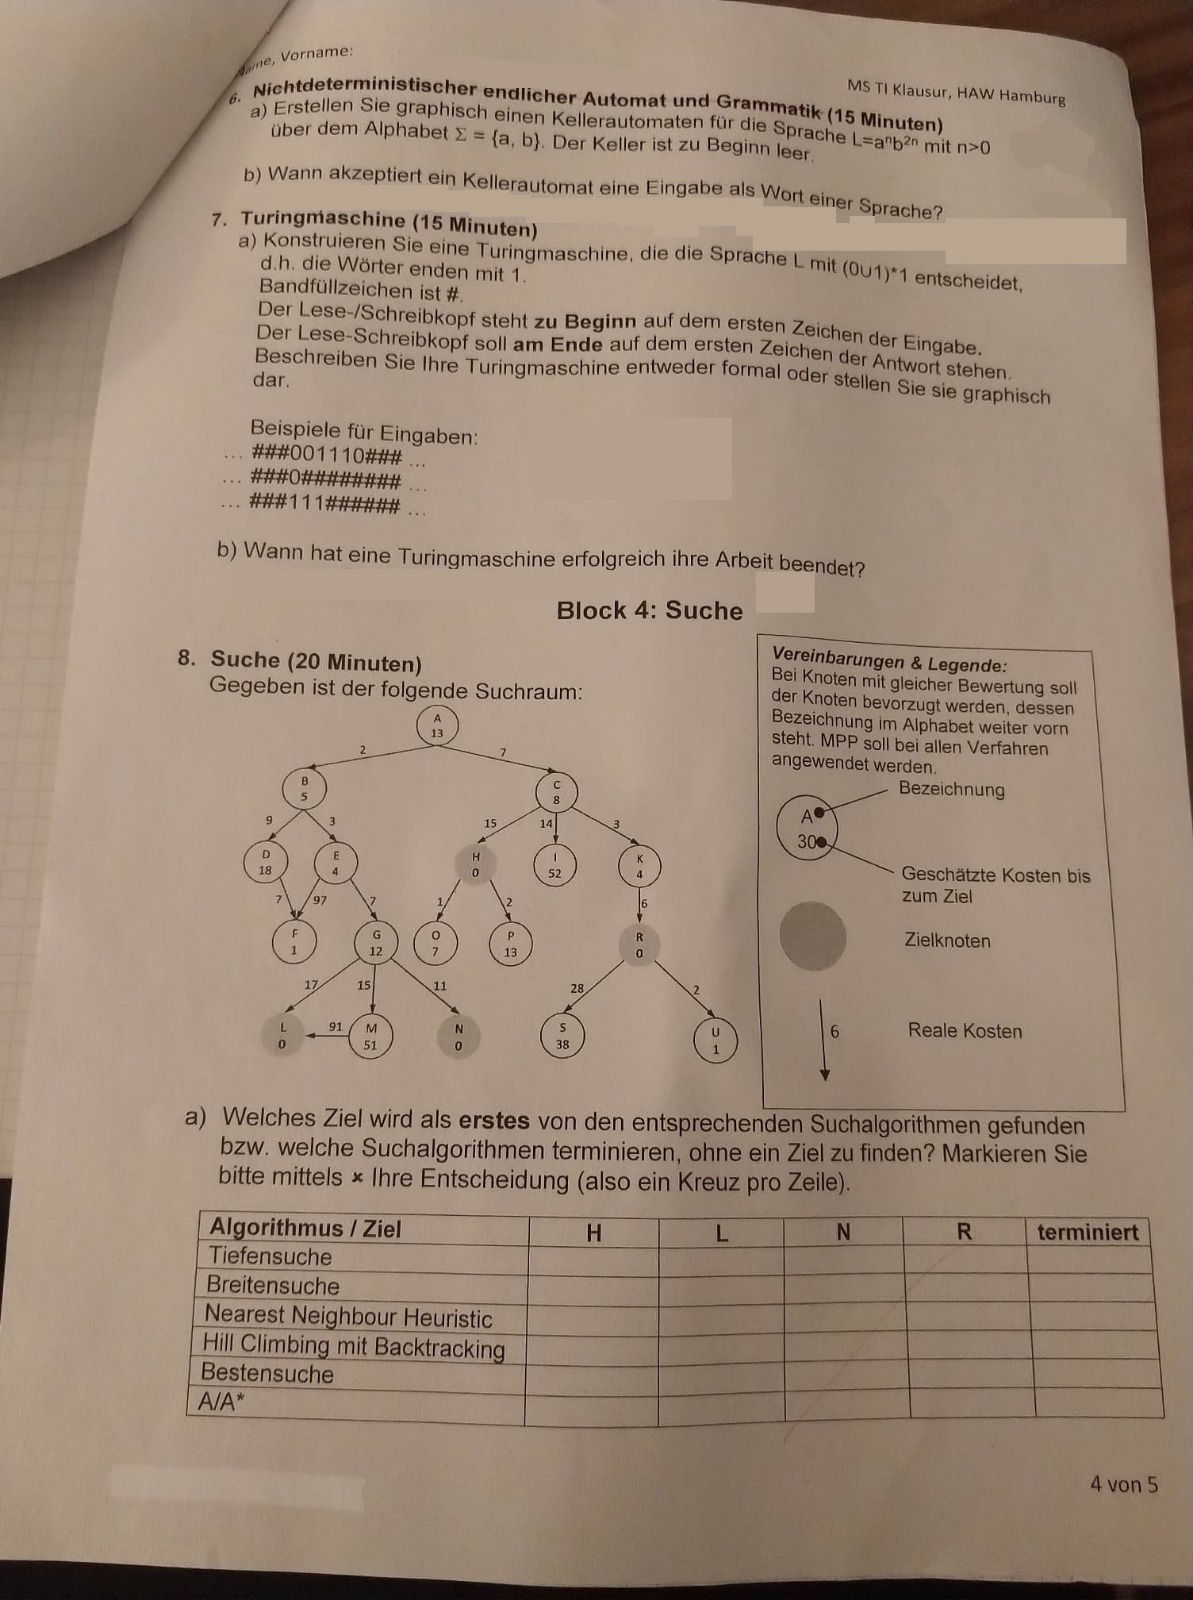 Name, Vorname:
MS TI Klausur, HAW Hamburg
6. Nichtdeterministischer endlicher Automat und Grammatik (15 Minuten)
a) Erstellen Sie graphisch einen Kellerautomaten für die Sprache L=aⁿb²ⁿ mit n>0
über dem Alphabet Σ = {a, b}. Der Keller ist zu Beginn leer.
b) Wann akzeptiert ein Kellerautomat eine Eingabe als Wort einer Sprache?
7. Turingmaschine (15 Minuten)
a) Konstruieren Sie eine Turingmaschine, die die Sprache L mit (0∪1)*1 entscheidet,
d.h. die Wörter enden mit 1.
Bandfüllzeichen ist #.
Der Lese-/Schreibkopf steht zu Beginn auf dem ersten Zeichen der Eingabe.
Der Lese-Schreibkopf soll am Ende auf dem ersten Zeichen der Antwort stehen.
Beschreiben Sie Ihre Turingmaschine entweder formal oder stellen Sie sie graphisch
dar.
Beispiele für Eingaben:
... ###001110### ...
... ###0######## ...
... ###111###### ...
b) Wann hat eine Turingmaschine erfolgreich ihre Arbeit beendet?
Block 4: Suche
8. Suche (20 Minuten)
Gegeben ist der folgende Suchraum:
A
13
2
7
B
5
C
8
9
3
15
14
3
D
18
E
4
H
0
I
52
K
4
7
97
7
1
2
6
F
1
G
12
O
7
P
13
R
0
17
15
11
28
2
L
0
91
M
51
N
0
S
38
U
1
Vereinbarungen & Legende:
Bei Knoten mit gleicher Bewertung soll
der Knoten bevorzugt werden, dessen
Bezeichnung im Alphabet weiter vorn
steht. MPP soll bei allen Verfahren
angewendet werden.
Bezeichnung
A
30
Geschätzte Kosten bis
zum Ziel
Zielknoten
6
Reale Kosten
a) Welches Ziel wird als erstes von den entsprechenden Suchalgorithmen gefunden
bzw. welche Suchalgorithmen terminieren, ohne ein Ziel zu finden? Markieren Sie
bitte mittels × Ihre Entscheidung (also ein Kreuz pro Zeile).
Algorithmus / Ziel H L N R terminiert
Tiefensuche
Breitensuche
Nearest Neighbour Heuristic
Hill Climbing mit Backtracking
Bestensuche
A/A*
4 von 5